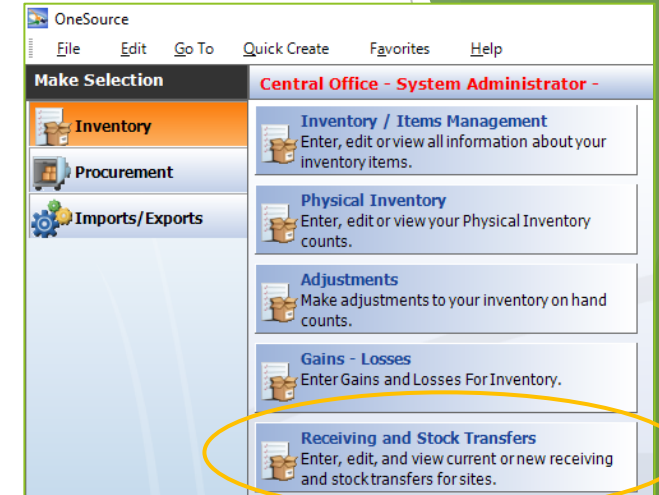 OneSource
File Edit Go To Quick Create Favorites Help
Make Selection
Central Office - System Administrator -
Inventory
Procurement
Imports/Exports
Inventory / Items Management
Enter, edit or view all information about your
inventory items.
Physical Inventory
Enter, edit or view your Physical Inventory
counts.
Adjustments
Make adjustments to your inventory on hand
counts.
Gains - Losses
Enter Gains and Losses For Inventory.
Receiving and Stock Transfers
Enter, edit, and view current or new receiving
and stock transfers for sites.